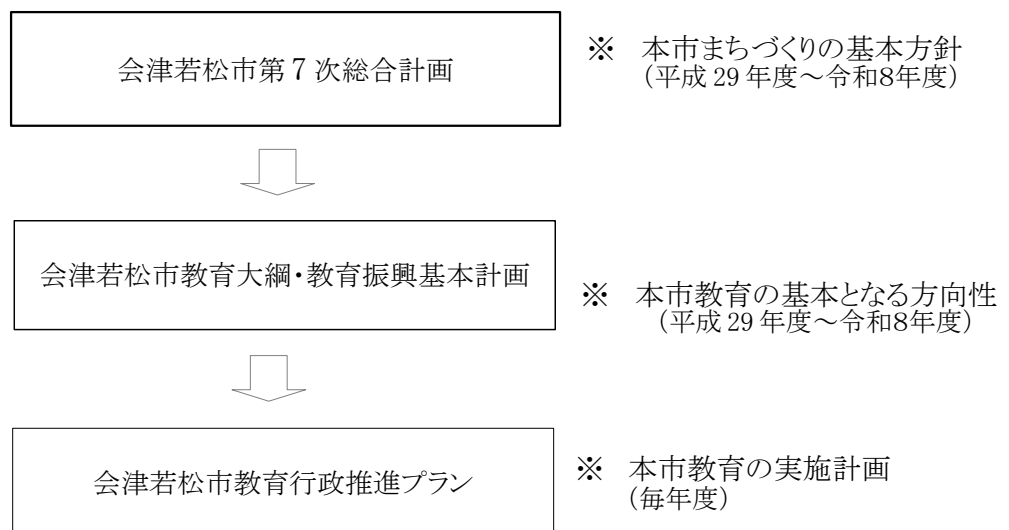 会津若松市第７次総合計画
※　本市まちづくりの基本方針
（平成 29 年度～令和８年度）
会津若松市教育大綱・教育振興基本計画
※　本市教育の基本となる方向性
（平成 29 年度～令和８年度）
会津若松市教育行政推進プラン
※　本市教育の実施計画
（毎年度）